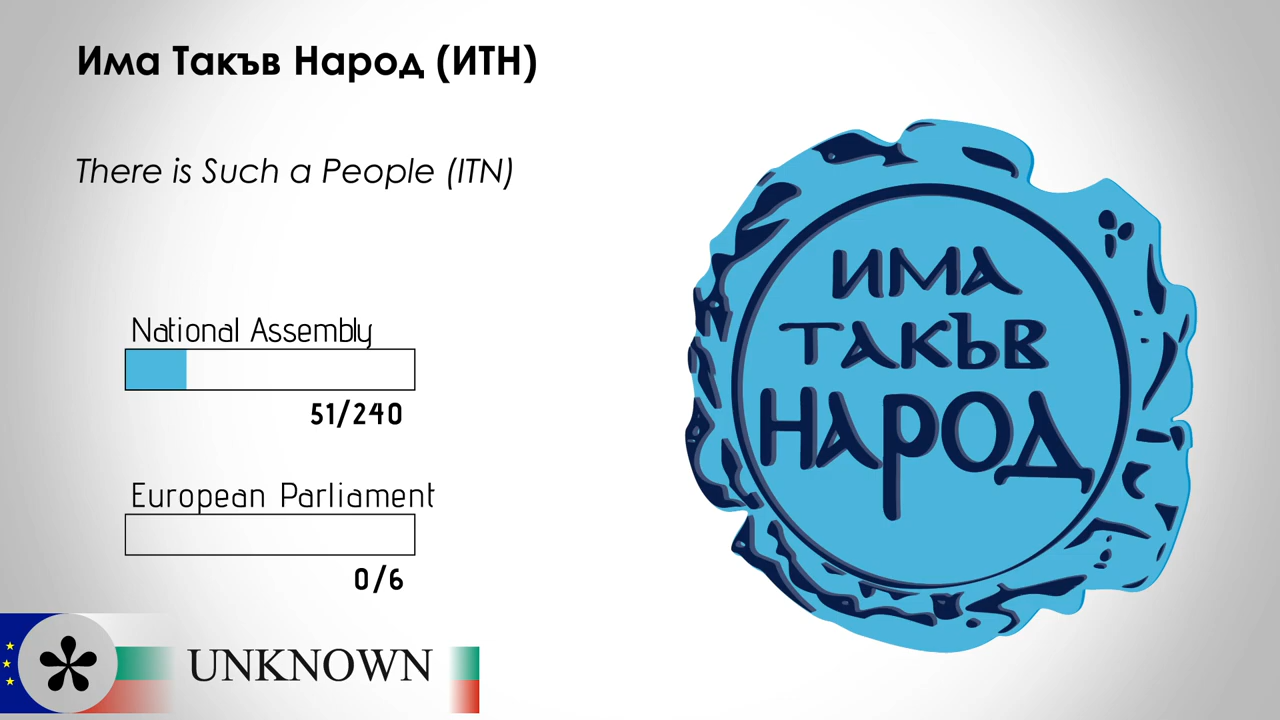 Има Такъв Народ (ИТН)
There is Such a People (ITN)
National Assembly
51/240
European Parliament
0/6
UNKNOWN
ИМА
ТАКЪВ
НАРОД